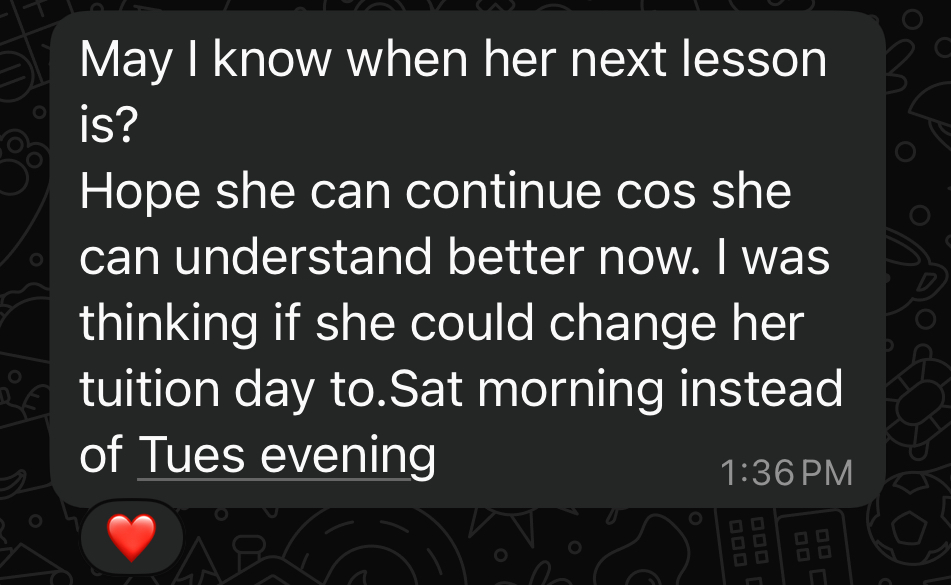 May I know when her next lesson
is?
Hope she can continue cos she
can understand better now. I was
thinking if she could change her
tuition day to.Sat morning instead
of Tues evening
1:36 PM